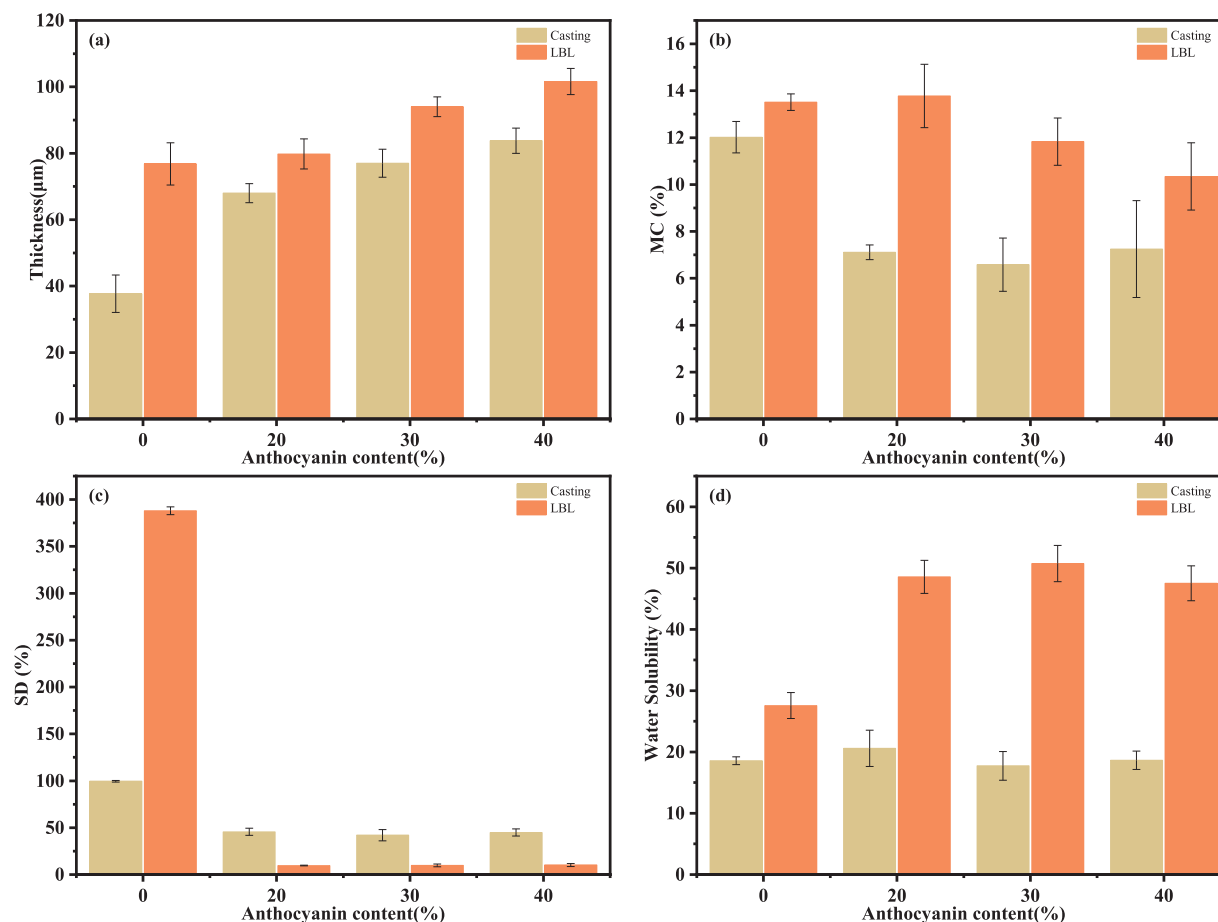 (a)
Casting
LBL
120
100
80
60
40
20
0
Thickness(μm)
0 20 30 40
Anthocyanin content(%)
(b)
Casting
LBL
16
14
12
10
8
6
4
2
0
MC (%)
0 20 30 40
Anthocyanin content(%)
(c)
Casting
LBL
400
350
300
250
200
150
100
50
0
SD (%)
0 20 30 40
Anthocyanin content(%)
(d)
Casting
LBL
60
50
40
30
20
10
0
Water Solubility (%)
0 20 30 40
Anthocyanin content(%)